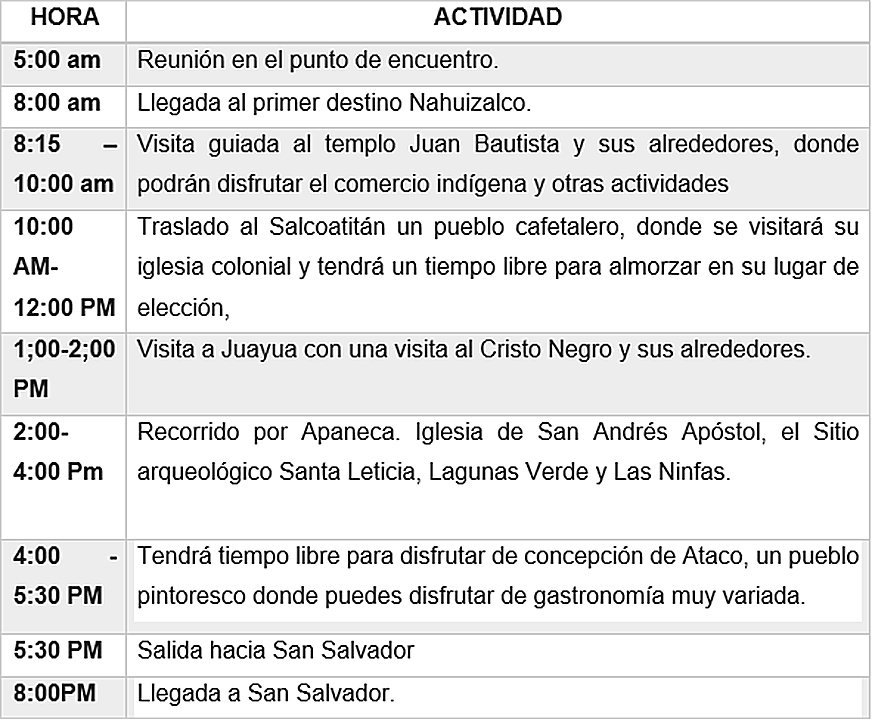 HORA ACTIVIDAD
5:00 am Reunión en el punto de encuentro.
8:00 am Llegada al primer destino Nahuizalco.
8:15 – Visita guiada al templo Juan Bautista y sus alrededores, donde
10:00 am podrán disfrutar el comercio indígena y otras actividades
10:00 Traslado al Salcoatitán un pueblo cafetalero, donde se visitará su
AM- iglesia colonial y tendrá un tiempo libre para almorzar en su lugar de
12:00 PM elección,
1;00-2;00 Visita a Juayua con una visita al Cristo Negro y sus alrededores.
PM
2:00- Recorrido por Apaneca. Iglesia de San Andrés Apóstol, el Sitio
4:00 Pm arqueológico Santa Leticia, Lagunas Verde y Las Ninfas.
4:00 - Tendrá tiempo libre para disfrutar de concepción de Ataco, un pueblo
5:30 PM pintoresco donde puedes disfrutar de gastronomía muy variada.
5:30 PM Salida hacia San Salvador
8:00PM Llegada a San Salvador.